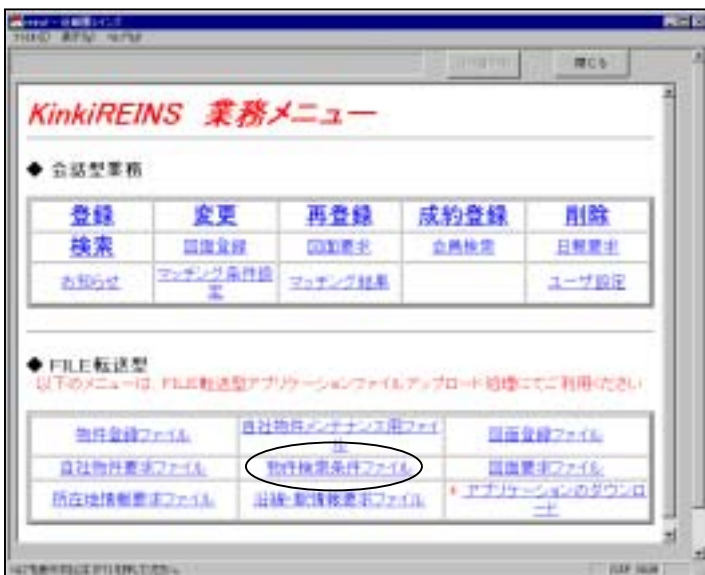 閉じる
KinkiREINS 業務メニュー
◆ 会話型業務
登録 変更 再登録 成約登録 削除
検索 図面登録 図面要求 会員検索 日報要求
お知らせ マッチング条件設定 マッチング結果 ユーザ設定
◆ FILE転送型
以下のメニューは、FILE転送型アプリケーションファイルアップロード処理にてご利用ください
物件登録ファイル 自社物件メンテナンス用ファイル 図面登録ファイル
自社物件要求ファイル 物件検索条件ファイル 図面要求ファイル
所在地情報要求ファイル 沿線・駅情報要求ファイル * アプリケーションのダウンロード